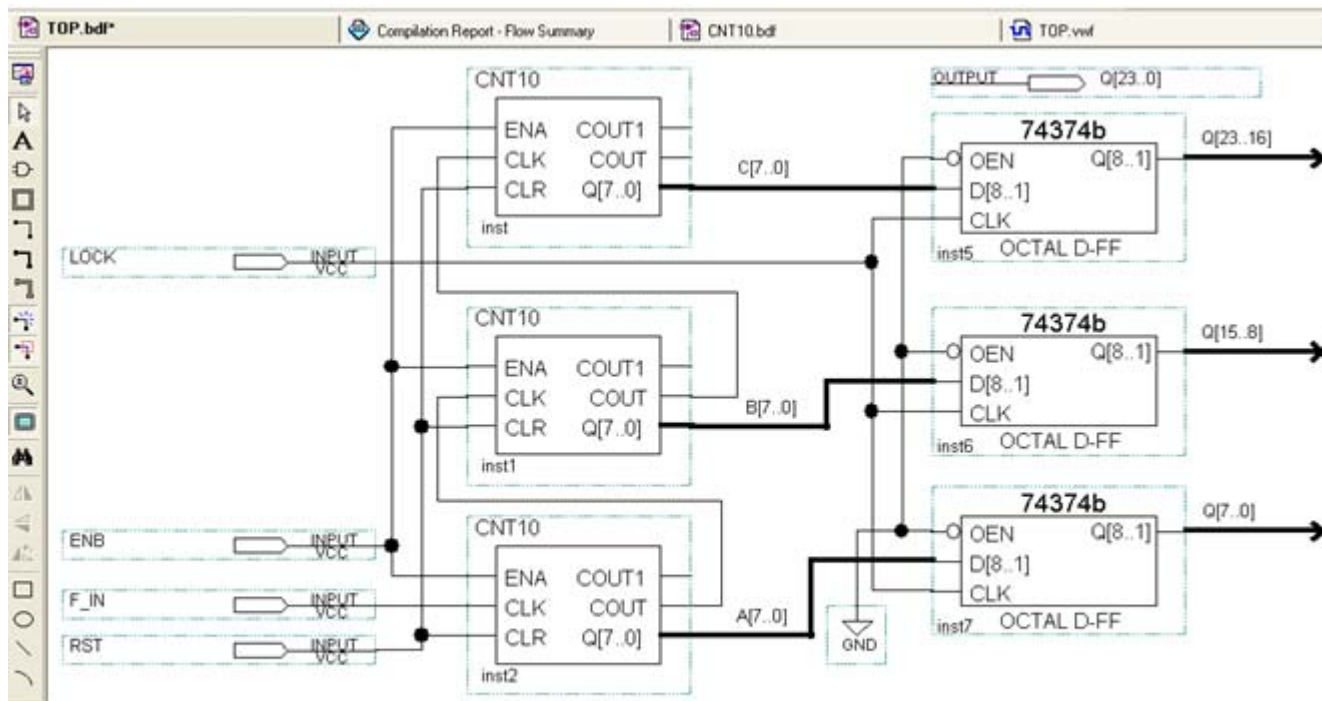 TOP.bdf*
Compilation Report - Flow Summary
CNT10.bdf
TOP.vwf
CNT10
ENA COUT1
CLK COUT
CLR Q[7..0]
inst
C[7..0]
OUTPUT Q[23..0]
74374b
OEN Q[8..1]
D[8..1]
CLK
inst5 OCTAL D-FF
Q[23..16]
LOCK INPUT
VCC
CNT10
ENA COUT1
CLK COUT
CLR Q[7..0]
inst1
B[7..0]
74374b
OEN Q[8..1]
D[8..1]
CLK
inst6 OCTAL D-FF
Q[15..8]
ENB INPUT
VCC
F_IN INPUT
VCC
RST INPUT
VCC
CNT10
ENA COUT1
CLK COUT
CLR Q[7..0]
inst2
A[7..0]
GND
74374b
OEN Q[8..1]
D[8..1]
CLK
inst7 OCTAL D-FF
Q[7..0]